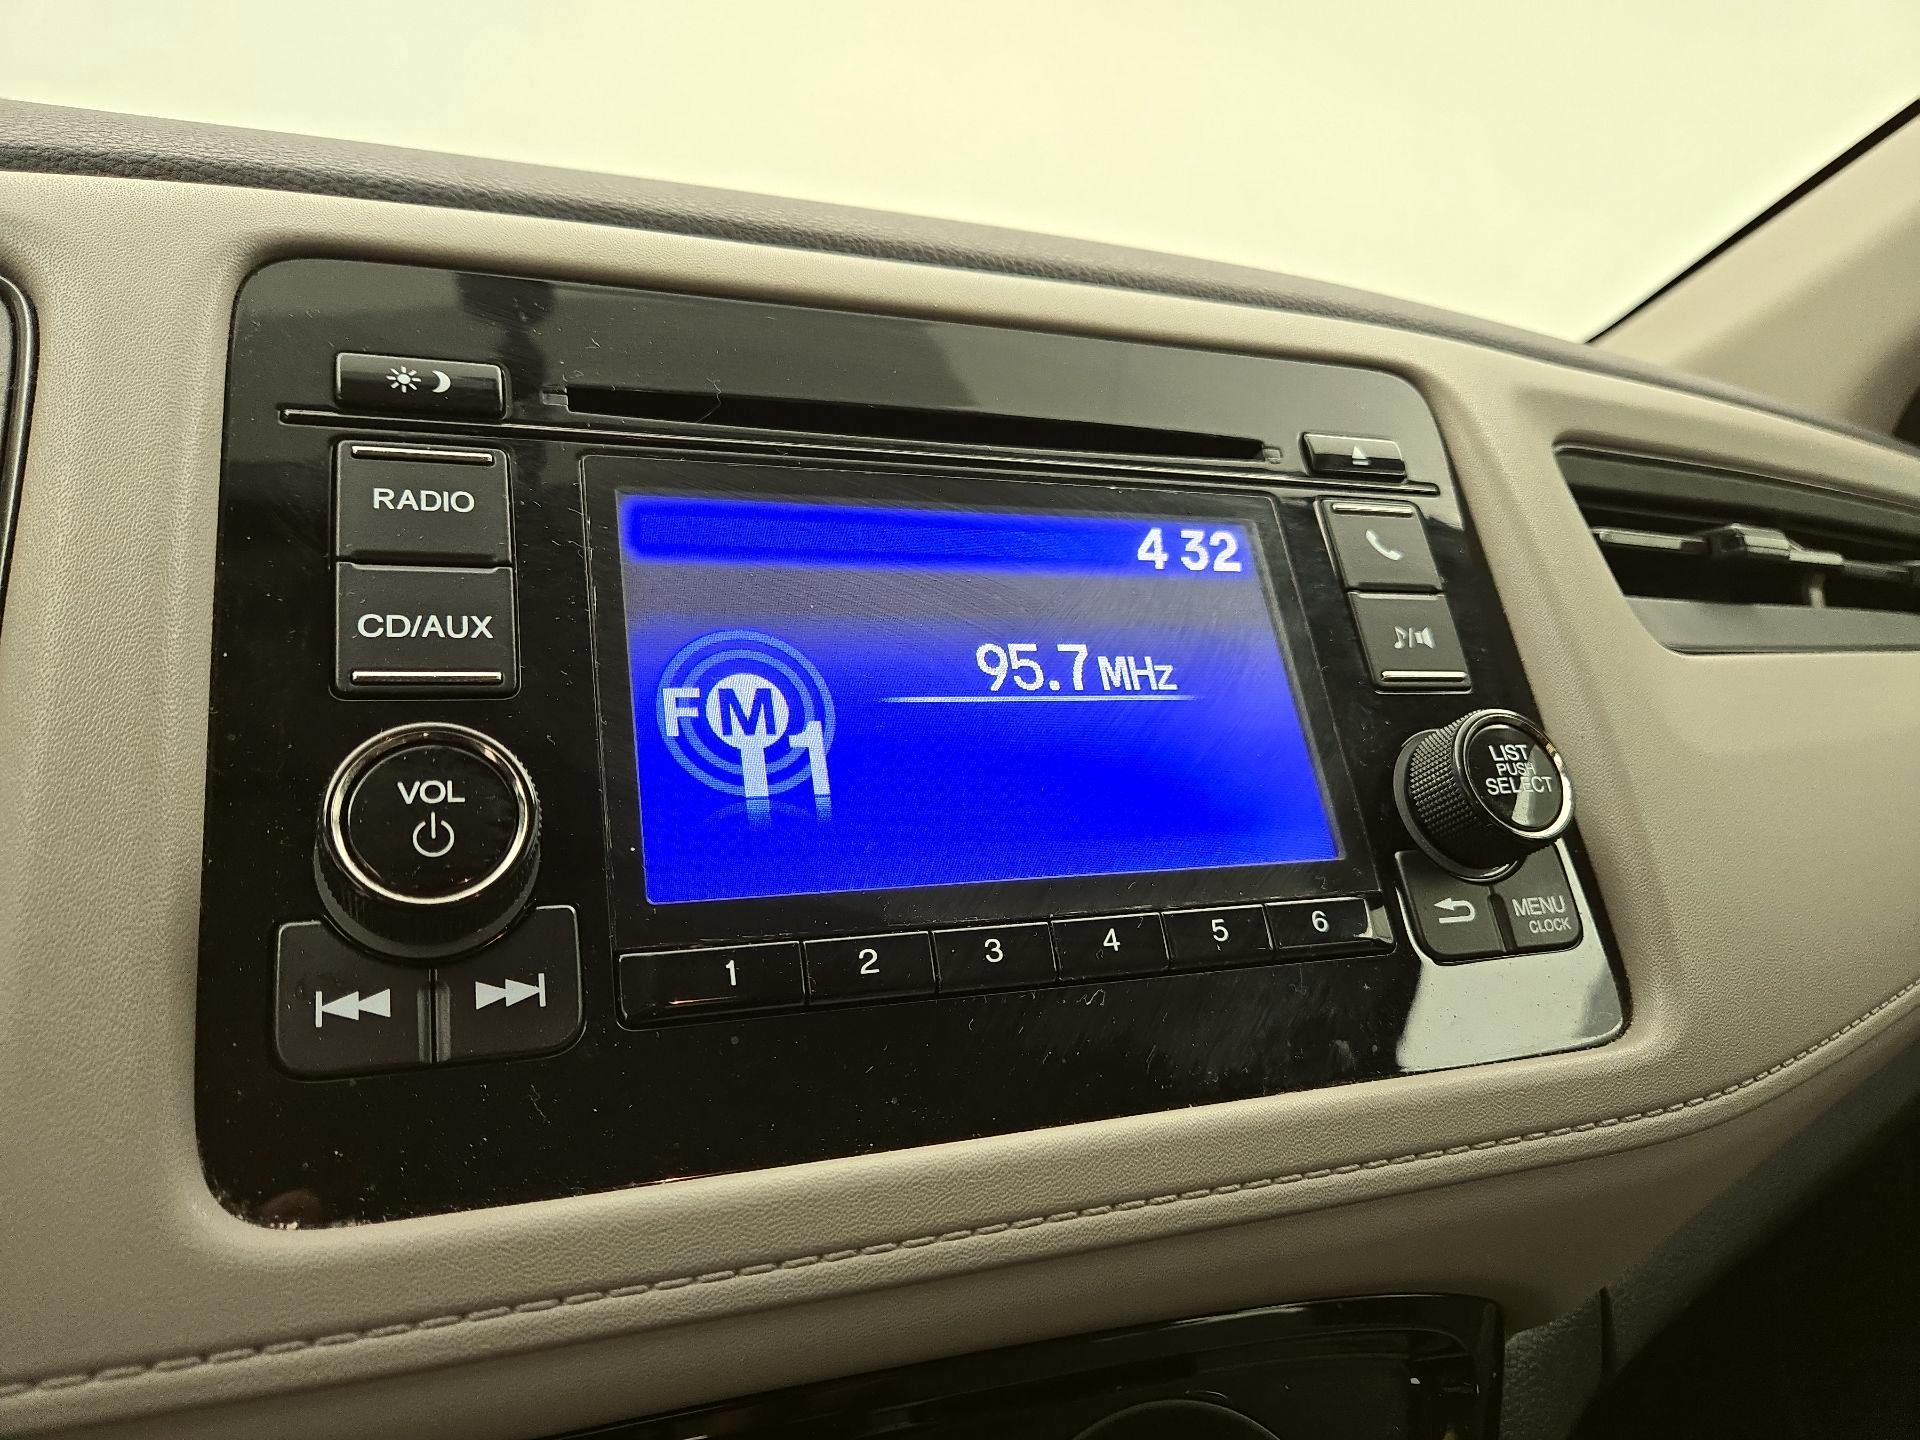 RADIO
CD/AUX
VOL
4 32
95.7 MHz
FM
1
LIST
PUSH
SELECT
MENU
CLOCK
1 2 3 4 5 6